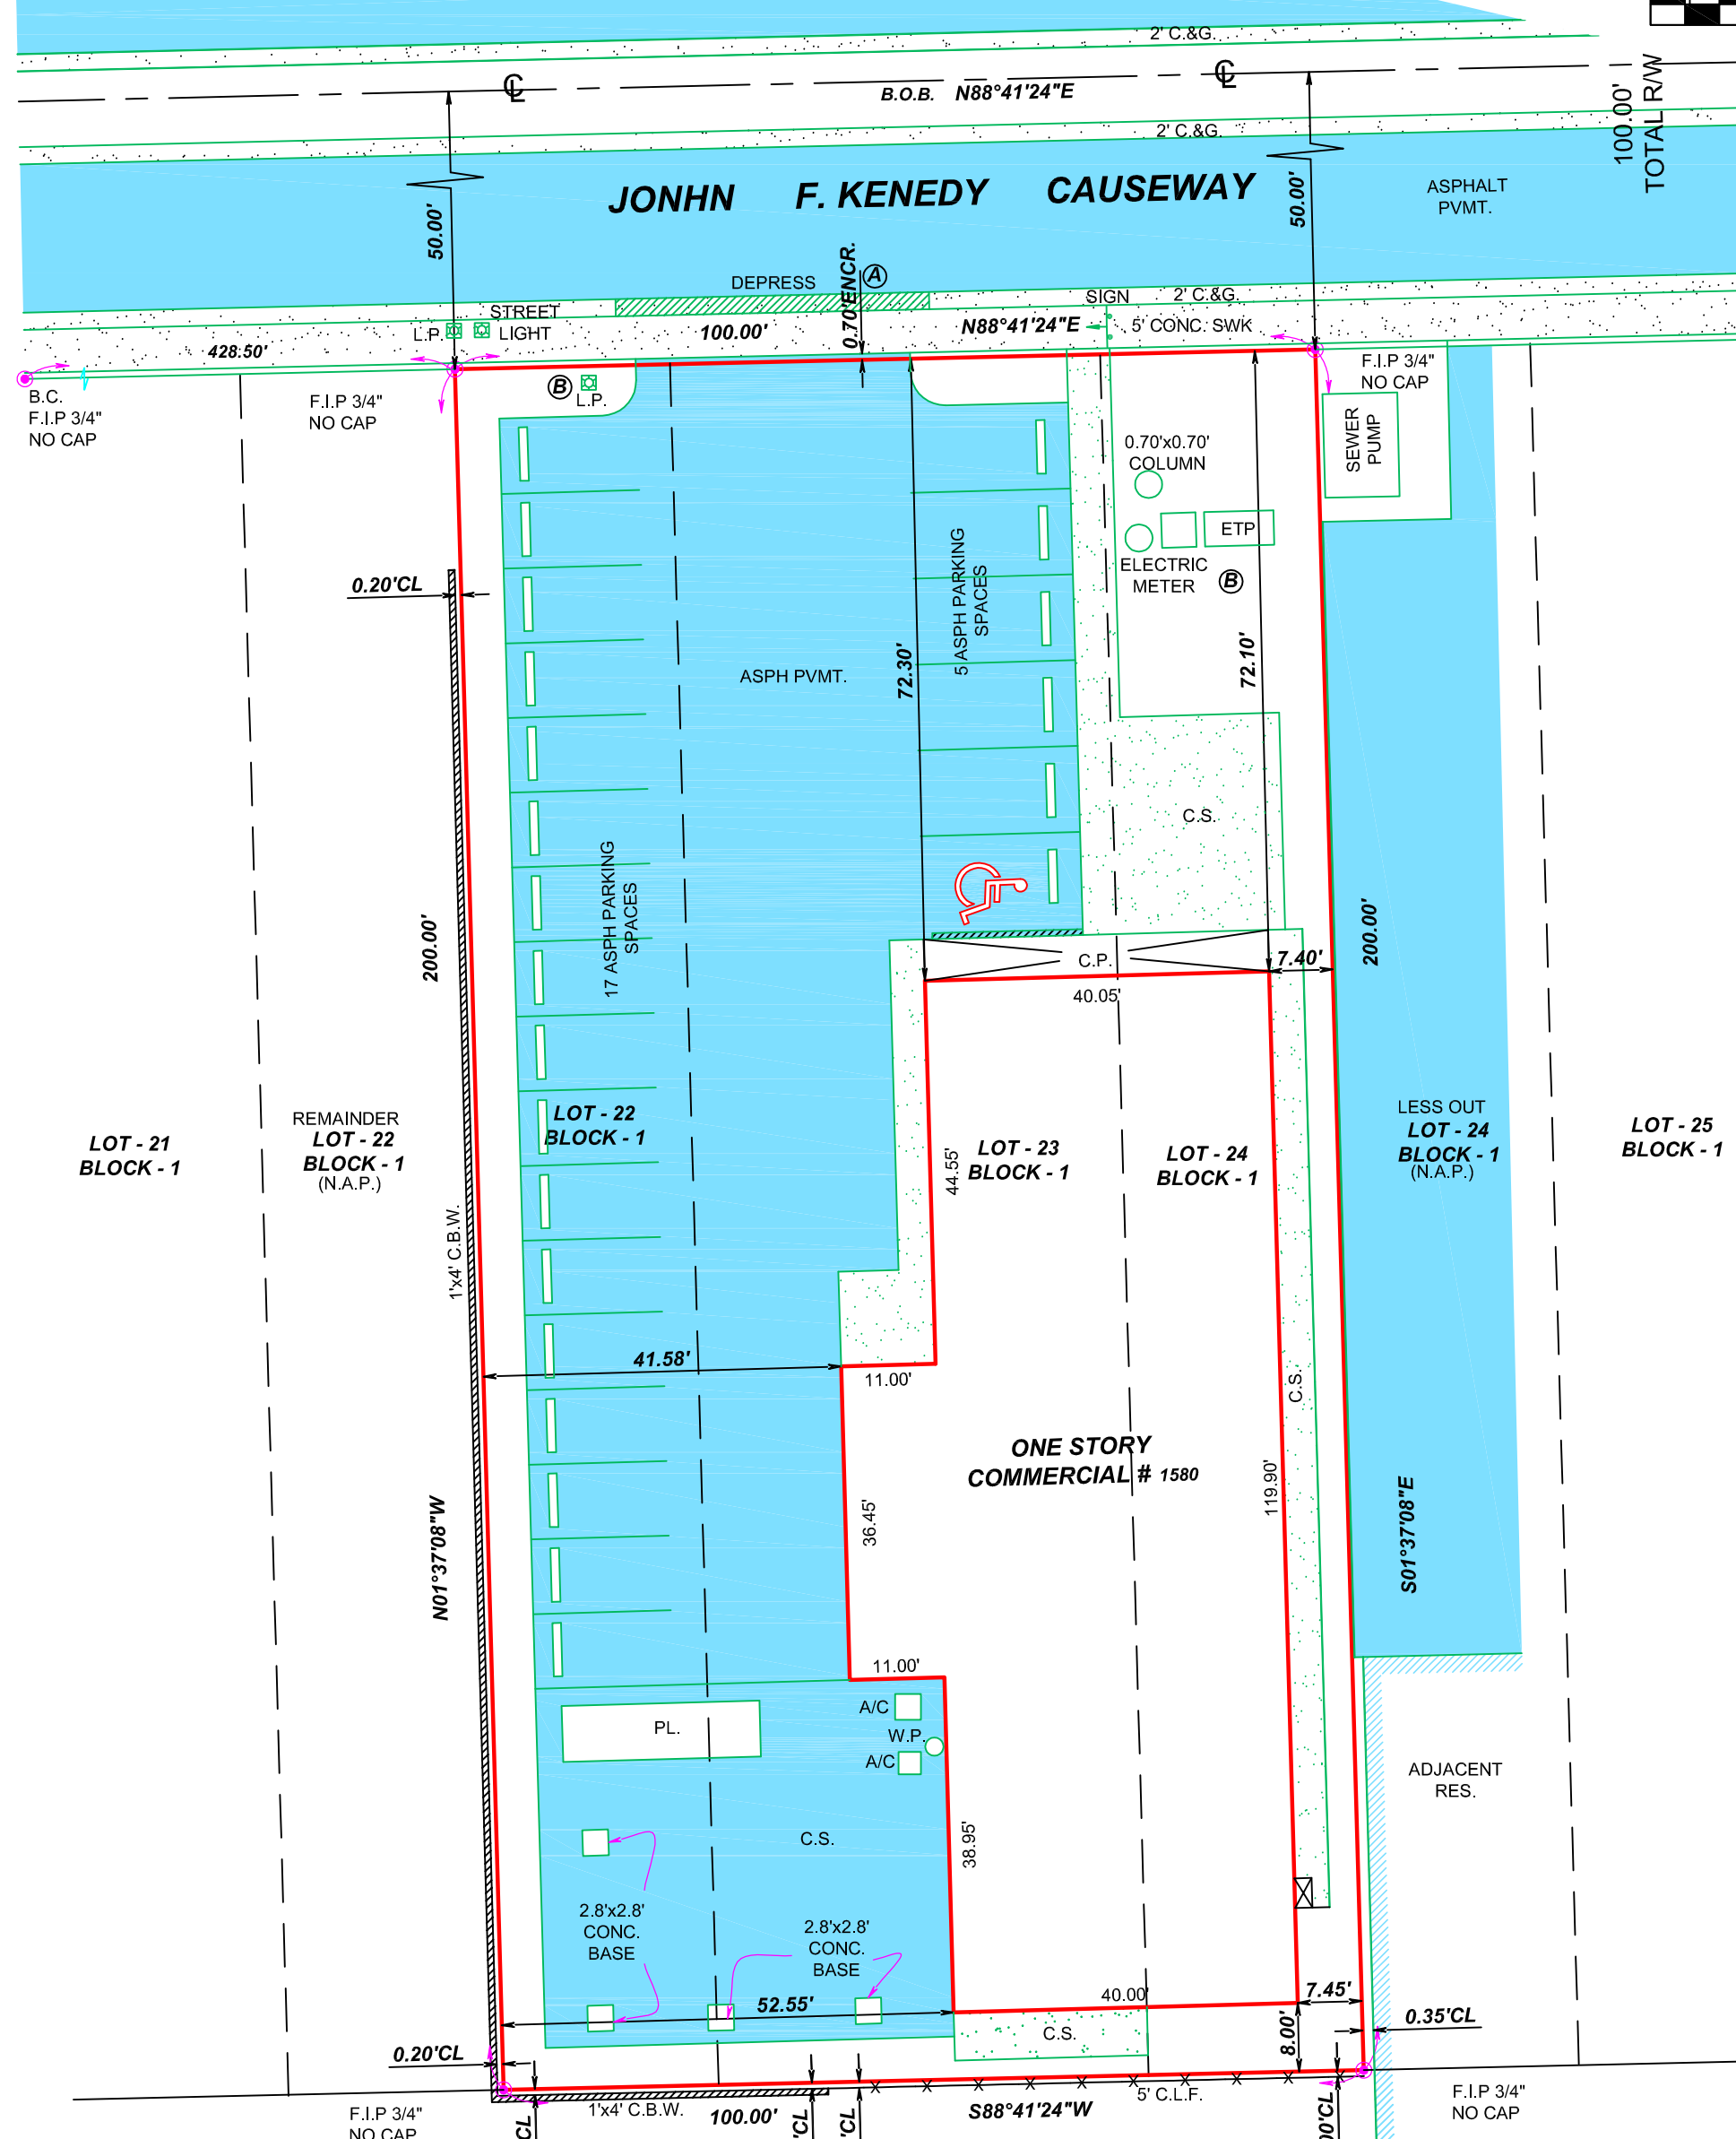 2' C.&G.
℄
℄
B.O.B. N88°41'24"E
2' C.&G.
100.00'
TOTAL R/W
JONHN F. KENEDY CAUSEWAY
ASPHALT
PVMT.
50.00'
50.00'
DEPRESS
0.70'ENCR.
A
SIGN
2' C.&G.
STREET
LIGHT
L.P.
100.00'
N88°41'24"E
5' CONC. SWK
428.50'
B.C.
F.I.P 3/4"
NO CAP
F.I.P 3/4"
NO CAP
B
L.P.
F.I.P 3/4"
NO CAP
SEWER
PUMP
0.70'x0.70'
COLUMN
ETP
ELECTRIC
METER
B
0.20'CL
5 ASPH PARKING
SPACES
72.30'
72.10'
ASPH PVMT.
C.S.
17 ASPH PARKING
SPACES
200.00'
200.00'
C.P.
7.40'
40.05'
LOT - 21
BLOCK - 1
REMAINDER
LOT - 22
BLOCK - 1
(N.A.P.)
LOT - 22
BLOCK - 1
44.55'
LOT - 23
BLOCK - 1
LOT - 24
BLOCK - 1
LESS OUT
LOT - 24
BLOCK - 1
(N.A.P.)
LOT - 25
BLOCK - 1
1'x4' C.B.W.
41.58'
11.00'
C.S.
ONE STORY
COMMERCIAL # 1580
119.90'
36.45'
N01°37'08"W
S01°37'08"E
11.00'
A/C
W.P.
A/C
PL.
ADJACENT
RES.
C.S.
38.95'
2.8'x2.8'
CONC.
BASE
2.8'x2.8'
CONC.
BASE
52.55'
40.00'
7.45'
C.S.
8.00'
0.35'CL
0.20'CL
F.I.P 3/4"
NO CAP
1'x4' C.B.W.
100.00'
S88°41'24"W
5' C.L.F.
F.I.P 3/4"
NO CAP